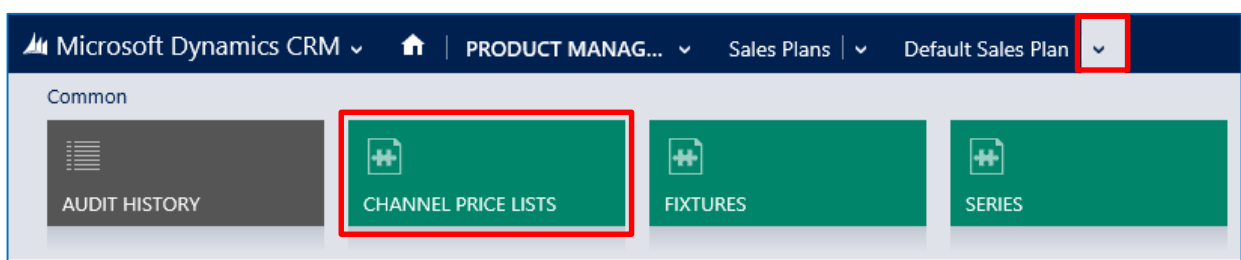 Microsoft Dynamics CRM PRODUCT MANAG... Sales Plans Default Sales Plan
Common
AUDIT HISTORY CHANNEL PRICE LISTS FIXTURES SERIES